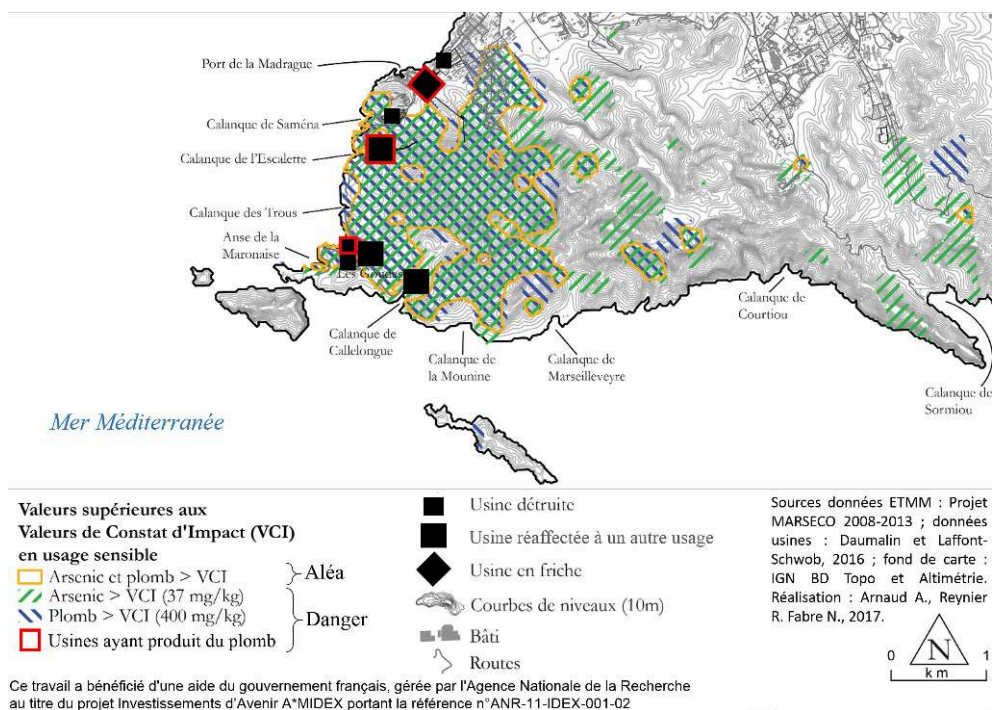 Port de la Madrague
Calanque de Saména
Calanque de l'Escalette
Calanque des Trous
Anse de la
Maronaise
Les Goudes
Calanque de
Callelongue
Calanque de
la Mounine
Calanque de
Marseilleveyre
Calanque de
Courtiou
Calanque de
Sormiou
Mer Méditerranée
Valeurs supérieures aux
Valeurs de Constat d'Impact (VCI)
en usage sensible
Arsenic et plomb > VCI
Aléa
Arsenic > VCI (37 mg/kg)
Plomb > VCI (400 mg/kg)
Danger
Usines ayant produit du plomb
Usine détruite
Usine réaffectée à un autre usage
Usine en friche
Courbes de niveaux (10m)
Bâti
Routes
Sources données ETMM : Projet
MARSECO 2008-2013 ; données
usines : Daumalin et Laffont-
Schwob, 2016 ; fond de carte :
IGN BD Topo et Altimétrie.
Réalisation : Arnaud A., Reynier
R. Fabre N., 2017.
N
0 1
km
Ce travail a bénéficié d'une aide du gouvernement français, gérée par l'Agence Nationale de la Recherche
au titre du projet Investissements d'Avenir A*MIDEX portant la référence n°ANR-11-IDEX-001-02